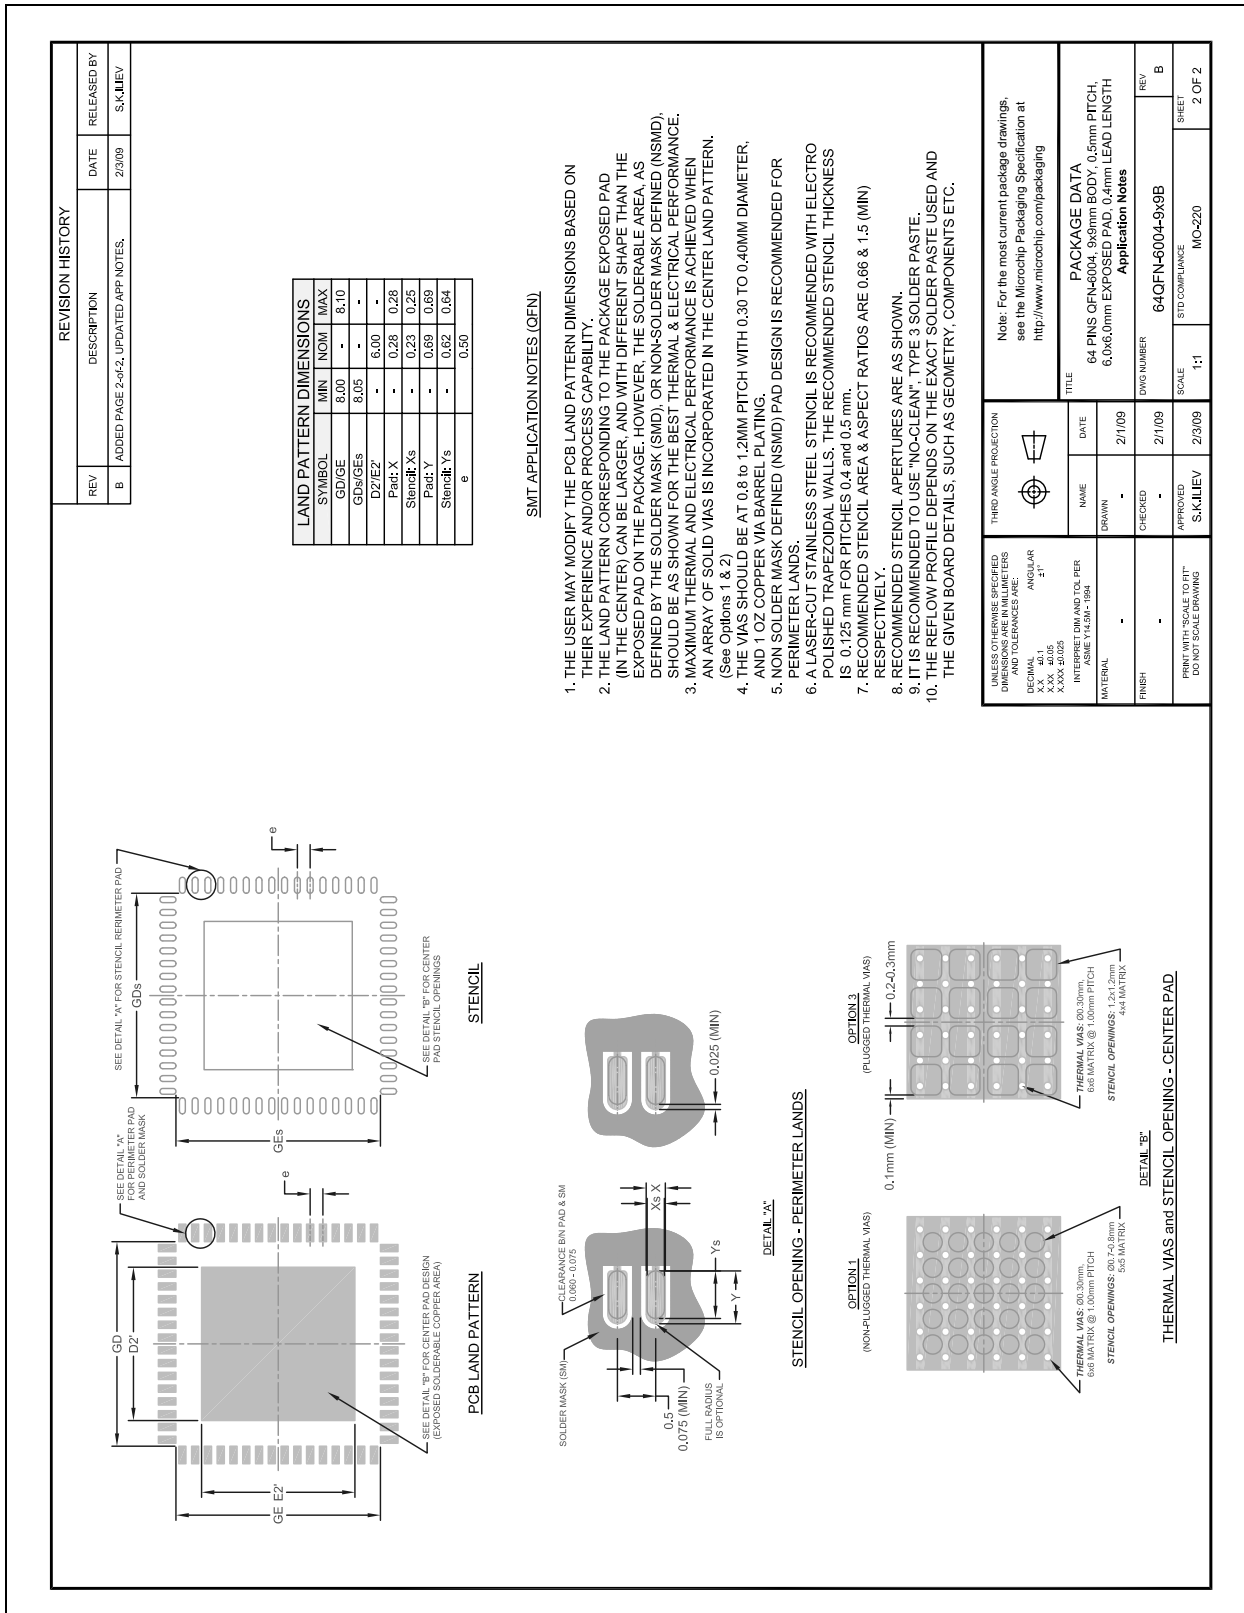 REVISION HISTORY
REV DESCRIPTION DATE RELEASED BY
B ADDED PAGE 2-of-2, UPDATED APP NOTES. 2/3/09 S.K.ILIEV
SEE DETAIL "A"
FOR PERIMETER PAD
AND SOLDER MASK
GD
D2'
e
GE E2'
SEE DETAIL "B" FOR CENTER PAD DESIGN
(EXPOSED SOLDERABLE COPPER AREA)
PCB LAND PATTERN
SEE DETAIL "A" FOR STENCIL RERIMETER PAD
GDs
e
GEs
SEE DETAIL "B" FOR CENTER
PAD STENCIL OPENINGS
STENCIL
LAND PATTERN DIMENSIONS
SYMBOL MIN NOM MAX
GD/GE 8.00 - 8.10
GDs/GEs 8.05 - -
D2'/E2' - 6.00 -
Pad: X - 0.28 0.28
Stencil: Xs - 0.23 0.25
Pad: Y - 0.69 0.69
Stencil: Ys - 0.62 0.64
e 0.50
SMT APPLICATION NOTES (QFN)
1. THE USER MAY MODIFY THE PCB LAND PATTERN DIMENSIONS BASED ON
THEIR EXPERIENCE AND/OR PROCESS CAPABILITY.
2. THE LAND PATTERN CORRESPONDING TO THE PACKAGE EXPOSED PAD
(IN THE CENTER) CAN BE LARGER, AND WITH DIFFERENT SHAPE THAN THE
EXPOSED PAD ON THE PACKAGE. HOWEVER, THE SOLDERABLE AREA, AS
DEFINED BY THE SOLDER MASK (SMD), OR NON-SOLDER MASK DEFINED (NSMD),
SHOULD BE AS SHOWN FOR THE BEST THERMAL & ELECTRICAL PERFORMANCE.
3. MAXIMUM THERMAL AND ELECTRICAL PERFORMANCE IS ACHIEVED WHEN
AN ARRAY OF SOLID VIAS IS INCORPORATED IN THE CENTER LAND PATTERN.
(See Options 1 & 2)
4. THE VIAS SHOULD BE AT 0.8 to 1.2MM PITCH WITH 0.30 TO 0.40MM DIAMETER,
AND 1 OZ COPPER VIA BARREL PLATING.
5. NON SOLDER MASK DEFINED (NSMD) PAD DESIGN IS RECOMMENDED FOR
PERIMETER LANDS.
6. A LASER-CUT STAINLESS STEEL STENCIL IS RECOMMENDED WITH ELECTRO
POLISHED TRAPEZOIDAL WALLS, THE RECOMMENDED STENCIL THICKNESS
IS 0.125 mm FOR PITCHES 0.4 and 0.5 mm.
7. RECOMMENDED STENCIL AREA & ASPECT RATIOS ARE 0.66 & 1.5 (MIN)
RESPECTIVELY.
8. RECOMMENDED STENCIL APERTURES ARE AS SHOWN.
9. IT IS RECOMMENDED TO USE "NO-CLEAN", TYPE 3 SOLDER PASTE.
10. THE REFLOW PROFILE DEPENDS ON THE EXACT SOLDER PASTE USED AND
THE GIVEN BOARD DETAILS, SUCH AS GEOMETRY, COMPONENTS ETC.
SOLDER MASK (SM)
CLEARANCE B/N PAD & SM
0.060 - 0.075
0.5
0.075 (MIN)
FULL RADIUS
IS OPTIONAL
Y
Ys
Xs X
0.025 (MIN)
DETAIL "A"
STENCIL OPENING - PERIMETER LANDS
OPTION 1
(NON-PLUGGED THERMAL VIAS)
THERMAL VIAS: Ø0.30mm,
6x6 MATRIX @ 1.00mm PITCH
STENCIL OPENINGS: Ø0.7-0.8mm
5x5 MATRIX
OPTION 3
(PLUGGED THERMAL VIAS)
0.1mm (MIN)
0.2-0.3mm
THERMAL VIAS: Ø0.30mm,
6x6 MATRIX @ 1.00mm PITCH
STENCIL OPENINGS: 1.2x1.2mm
4x4 MATRIX
DETAIL "B"
THERMAL VIAS and STENCIL OPENING - CENTER PAD
UNLESS OTHERWISE SPECIFIED
DIMENSIONS ARE IN MILLIMETERS
AND TOLERANCES ARE:
DECIMAL ANGULAR
X.X ±0.1 ±1°
X.XX ±0.05
X.XXX ±0.025
INTERPRET DIM AND TOL PER
ASME Y14.5M - 1994
MATERIAL
-
FINISH
-
PRINT WITH "SCALE TO FIT"
DO NOT SCALE DRAWING
THIRD ANGLE PROJECTION
NAME DATE
DRAWN
- 2/1/09
CHECKED
- 2/1/09
APPROVED
S.K.ILIEV 2/3/09
Note: For the most current package drawings,
see the Microchip Packaging Specification at
http://www.microchip.com/packaging
TITLE
PACKAGE DATA
64 PINS QFN-6004, 9x9mm BODY, 0.5mm PITCH,
6.0x6.0mm EXPOSED PAD, 0.4mm LEAD LENGTH
Application Notes
DWG NUMBER
64QFN-6004-9x9B
REV
B
SCALE
1:1
STD COMPLIANCE
MO-220
SHEET
2 OF 2